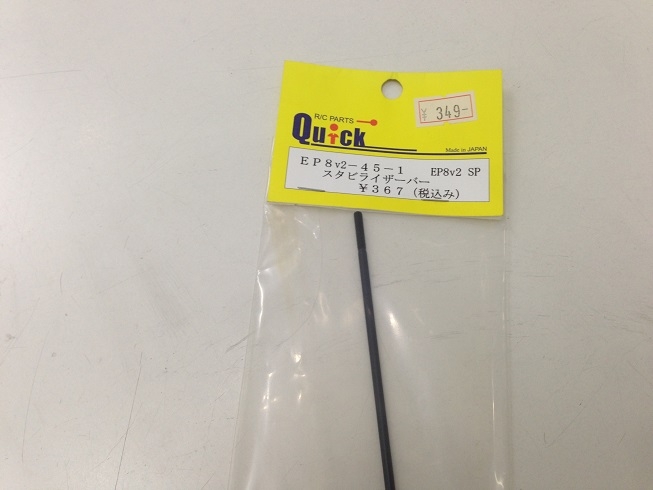 R/C PARTS
Quick
349-
Made in JAPAN
EP8v2-45-1 EP8v2 SP
スタビライザーバー
¥367(税込み)